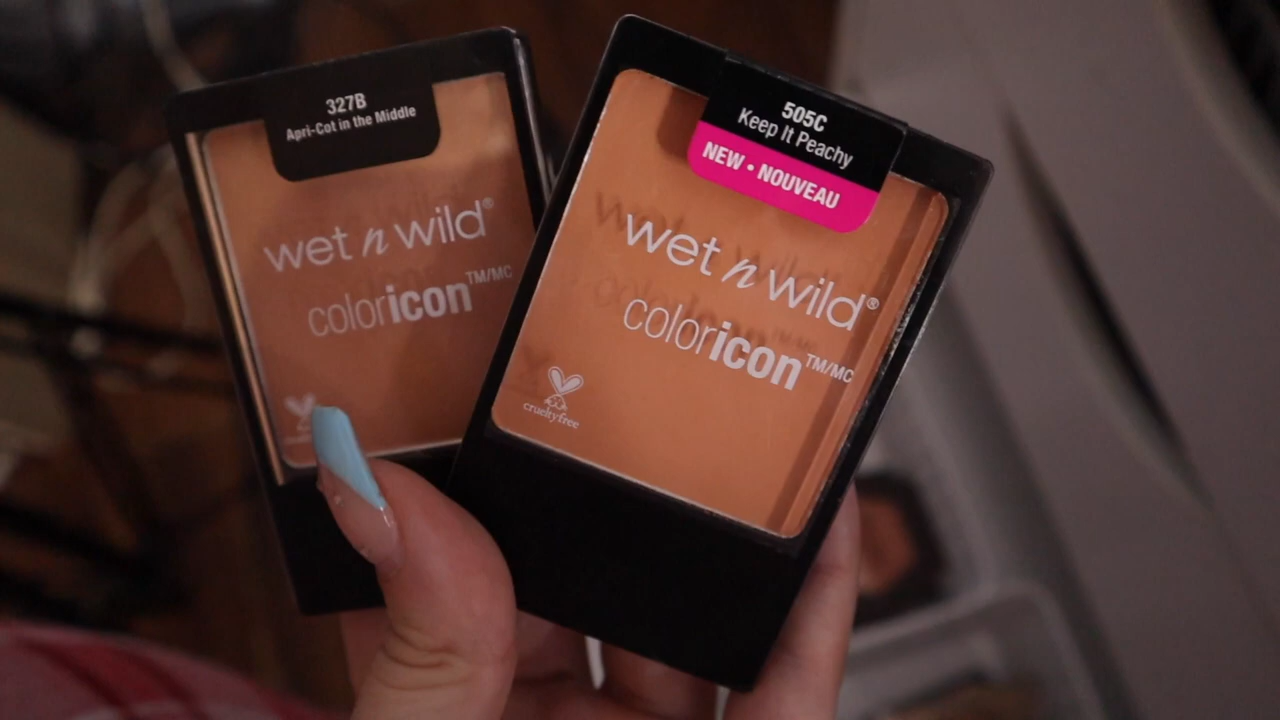 327B
Apri-Cot in the Middle
wet n wild®
coloricon™/MC
505C
Keep It Peachy
NEW • NOUVEAU
wet n wild®
coloricon™/MC
crueltyfree